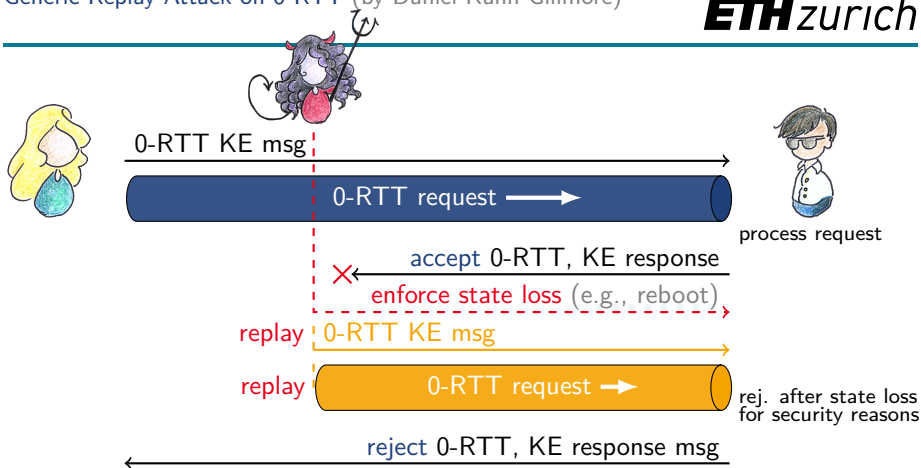 Generic Replay Attack on 0-RTT (by Daniel Kahn Gillmore)
ETH zürich
0-RTT KE msg
0-RTT request
process request
accept 0-RTT, KE response
enforce state loss (e.g., reboot)
replay 0-RTT KE msg
replay 0-RTT request
rej. after state loss
for security reasons
reject 0-RTT, KE response msg